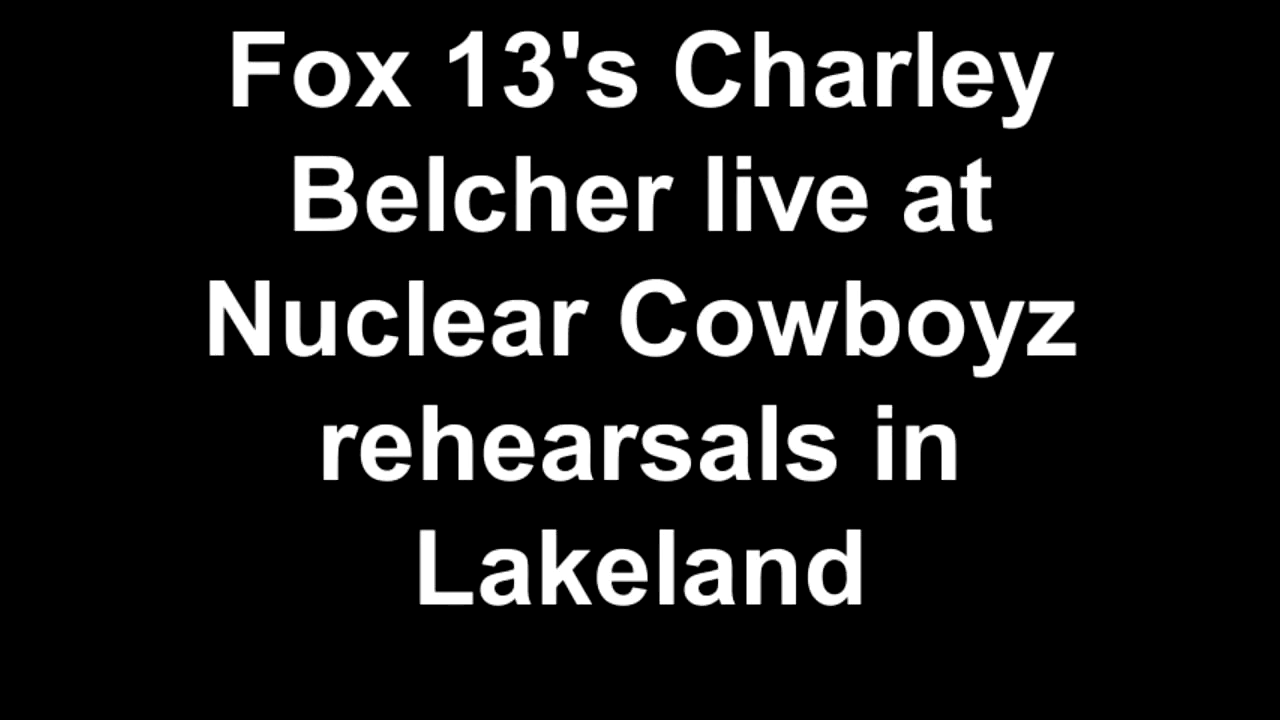 Fox 13's Charley
Belcher live at
Nuclear Cowboyz
rehearsals in
Lakeland